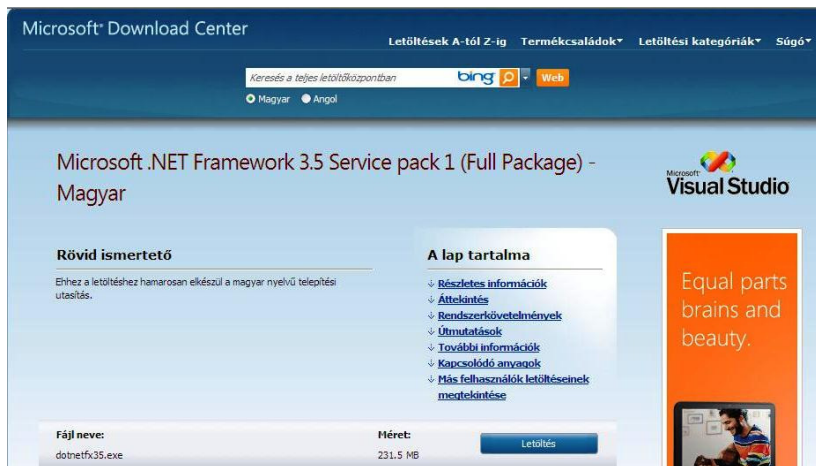 Microsoft® Download Center
Letöltések A-tól Z-ig Termékcsaládok Letöltési kategóriák Súgó
Keresés a teljes letöltőközpontban bing Web
Magyar Angol
Microsoft .NET Framework 3.5 Service pack 1 (Full Package) -
Magyar
Microsoft
Visual Studio
Rövid ismertető
Ehhez a letöltéshez hamarosan elkészül a magyar nyelvű telepítési
utasítás.
A lap tartalma
Részletes információk
Áttekintés
Rendszerkövetelmények
Útmutatások
További információk
Kapcsolódó anyagok
Más felhasználók letöltéseinek
megtekintése
Equal parts
brains and
beauty.
Fájl neve: Méret:
Letöltés
dotnetfx35.exe 231.5 MB